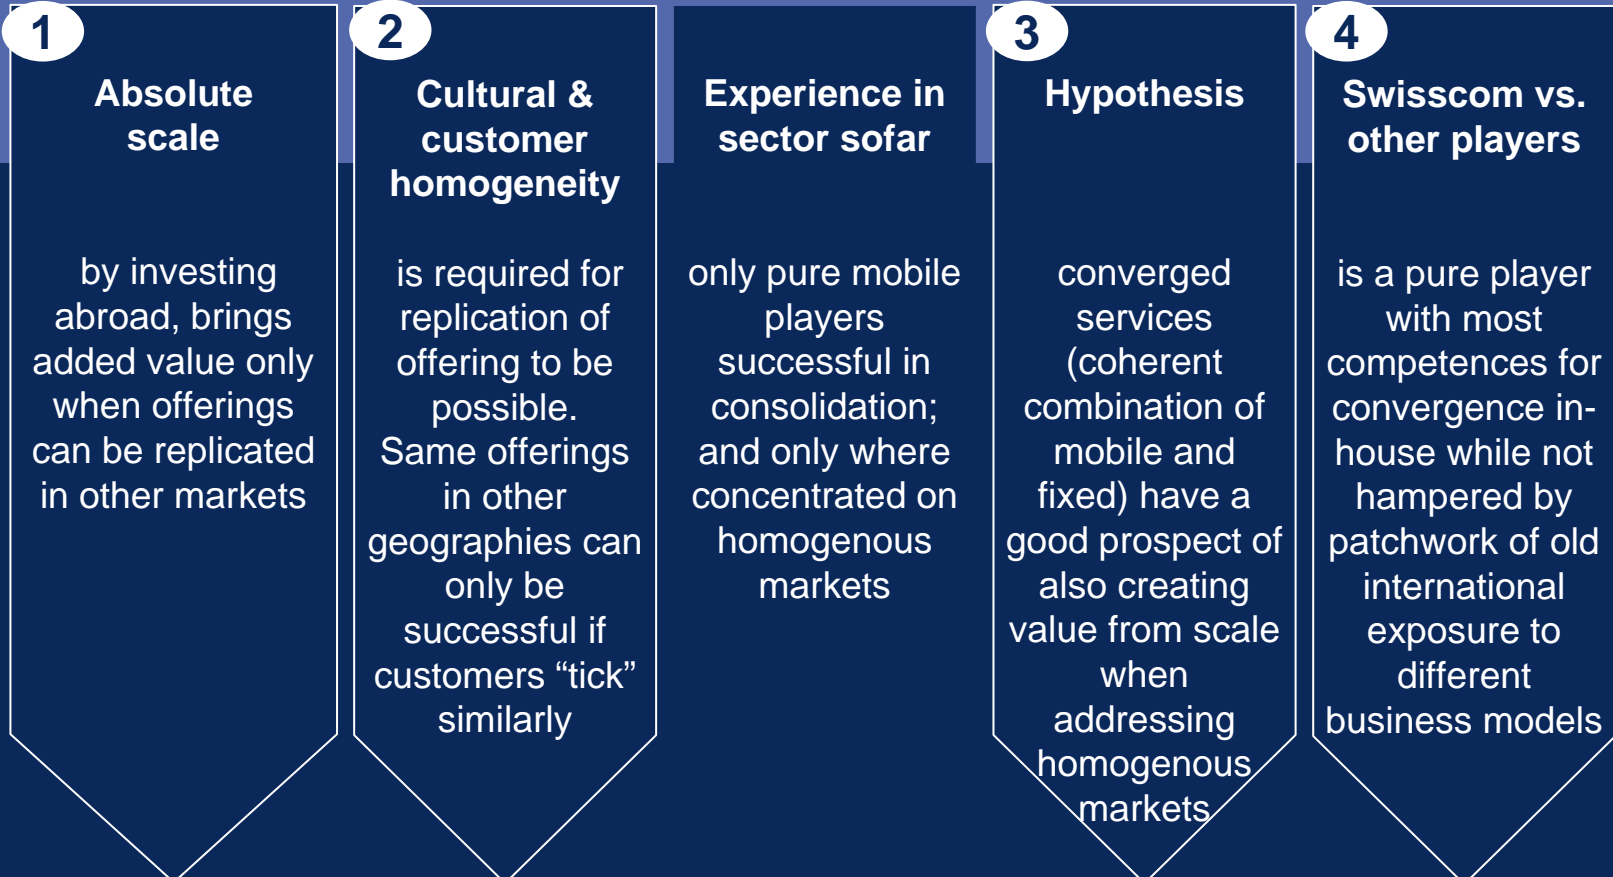 1
Absolute
scale
by investing
abroad, brings
added value only
when offerings
can be replicated
in other markets
2
Cultural &
customer
homogeneity
is required for
replication of
offering to be
possible.
Same offerings
in other
geographies can
only be
successful if
customers “tick”
similarly
Experience in
sector sofar
only pure mobile
players
successful in
consolidation;
and only where
concentrated on
homogenous
markets
3
Hypothesis
converged
services
(coherent
combination of
mobile and
fixed) have a
good prospect of
also creating
value from scale
when
addressing
homogenous
markets
4
Swisscom vs.
other players
is a pure player
with most
competences for
convergence in-
house while not
hampered by
patchwork of old
international
exposure to
different
business models